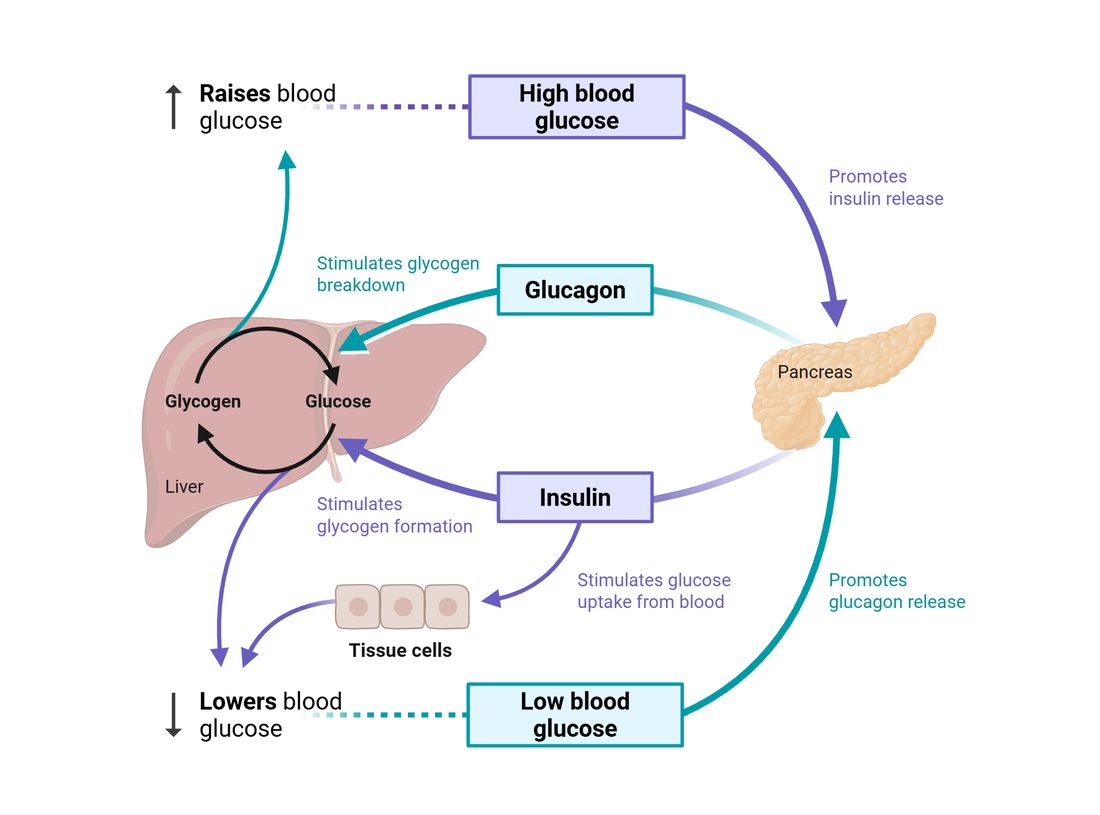 Raises blood
glucose
High blood
glucose
Promotes
insulin release
Stimulates glycogen
breakdown
Glucagon
Pancreas
Glycogen
Glucose
Liver
Stimulates
glycogen formation
Insulin
Stimulates glucose
uptake from blood
Promotes
glucagon release
Tissue cells
Lowers blood
glucose
Low blood
glucose